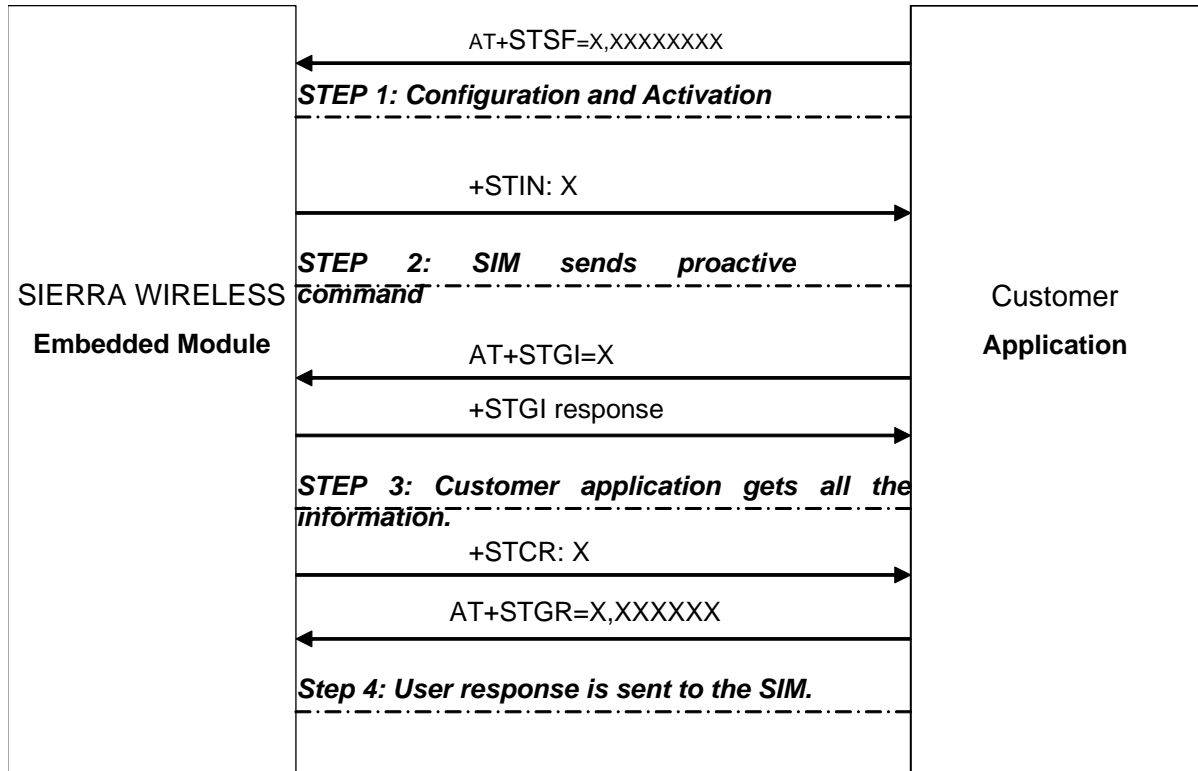 AT+STSF=X,XXXXXXXX
STEP 1: Configuration and Activation
+STIN: X
STEP 2: SIM sends proactive
command
SIERRA WIRELESS
Embedded Module
Customer
Application
AT+STGI=X
+STGI response
STEP 3: Customer application gets all the
information.
+STCR: X
AT+STGR=X,XXXXXX
Step 4: User response is sent to the SIM.